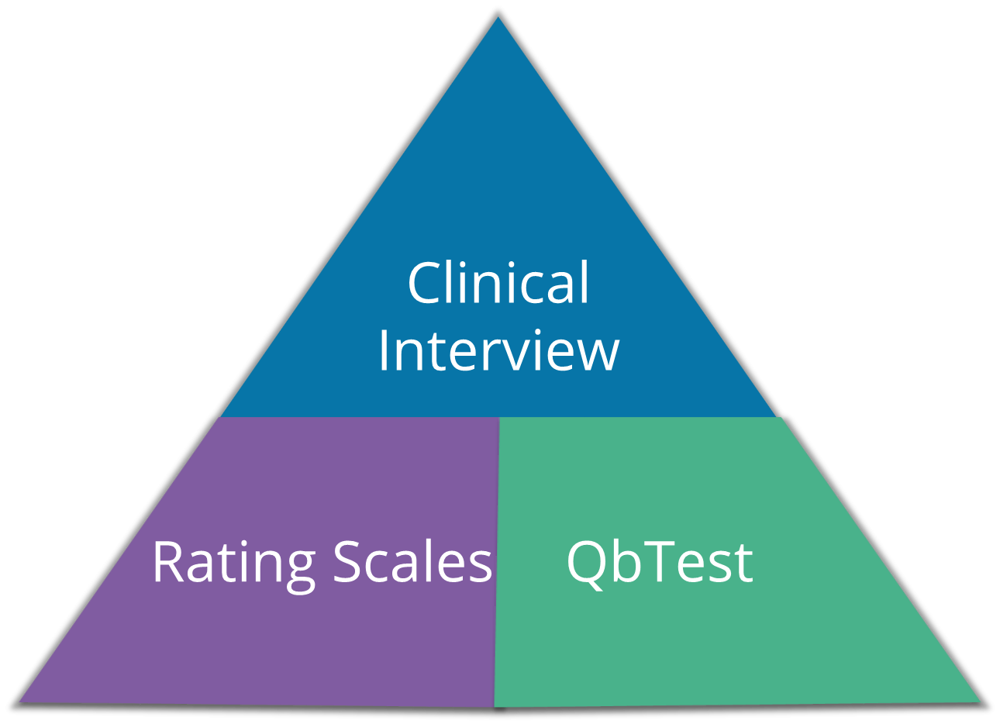 Clinical
Interview
Rating Scales
QbTest